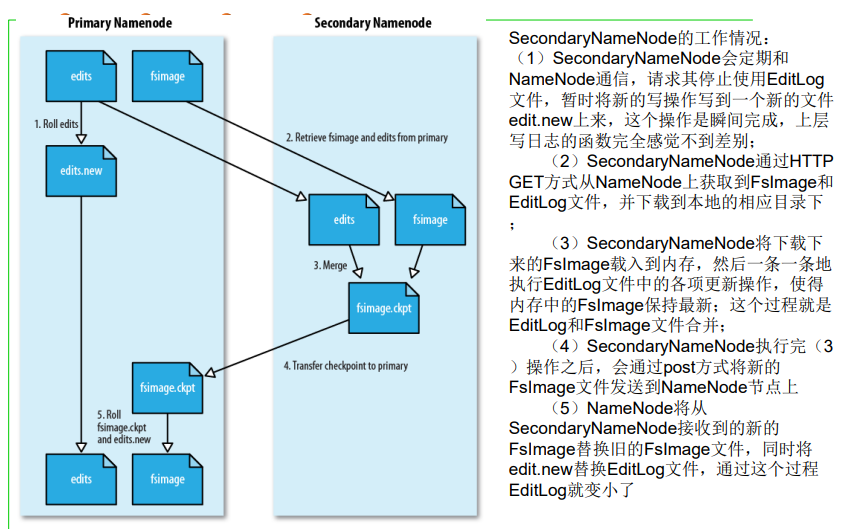 Primary Namenode
Secondary Namenode
edits
fsimage
1. Roll edits
2. Retrieve fsimage and edits from primary
edits.new
edits
fsimage
3. Merge
fsimage.ckpt
4. Transfer checkpoint to primary
fsimage.ckpt
5. Roll
fsimage.ckpt
and edits.new
edits
fsimage
SecondaryNameNode的工作情况：
（1）SecondaryNameNode会定期和
NameNode通信，请求其停止使用EditLog
文件，暂时将新的写操作写到一个新的文件
edit.new上来，这个操作是瞬间完成，上层
写日志的函数完全感觉不到差别；
（2）SecondaryNameNode通过HTTP
GET方式从NameNode上获取到FsImage和
EditLog文件，并下载到本地的相应目录下
；
（3）SecondaryNameNode将下载下
来的FsImage载入到内存，然后一条一条地
执行EditLog文件中的各项更新操作，使得
内存中的FsImage保持最新；这个过程就是
EditLog和FsImage文件合并；
（4）SecondaryNameNode执行完（3
）操作之后，会通过post方式将新的
FsImage文件发送到NameNode节点上
（5）NameNode将从
SecondaryNameNode接收到的新的
FsImage替换旧的FsImage文件，同时将
edit.new替换EditLog文件，通过这个过程
EditLog就变小了